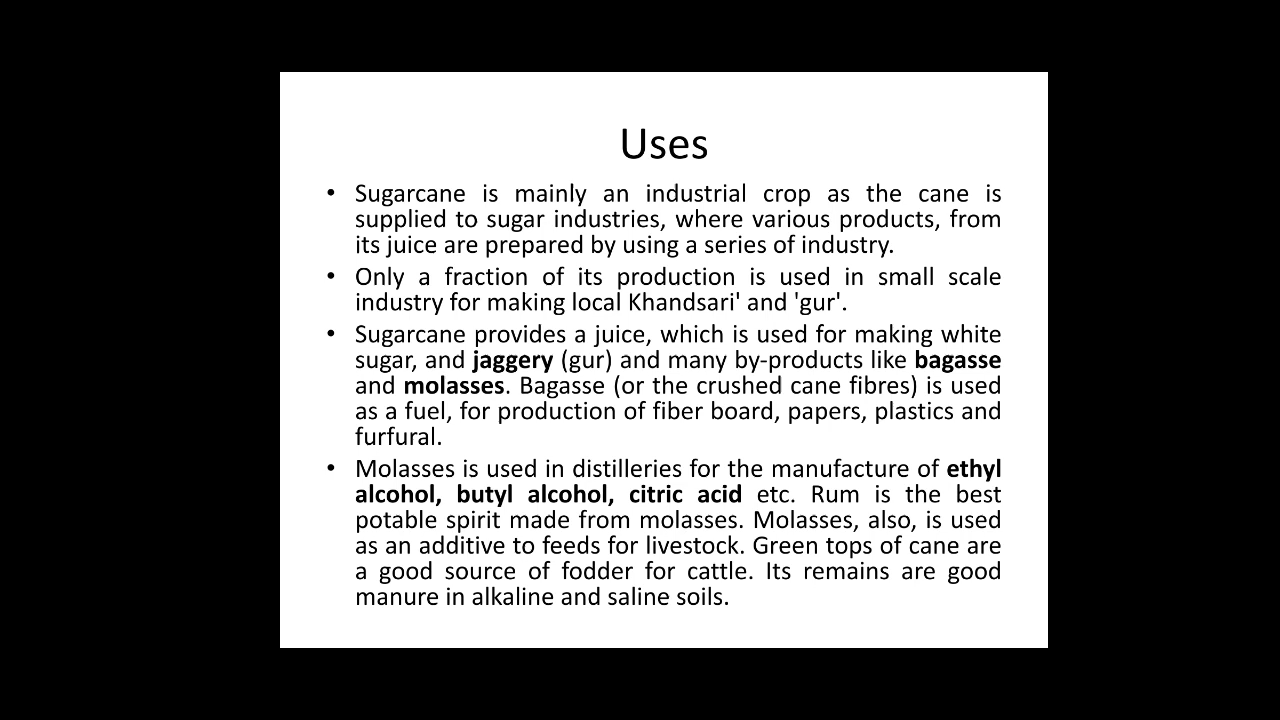 Uses
• Sugarcane is mainly an industrial crop as the cane is
supplied to sugar industries, where various products, from
its juice are prepared by using a series of industry.
• Only a fraction of its production is used in small scale
industry for making local Khandsari' and 'gur'.
• Sugarcane provides a juice, which is used for making white
sugar, and jaggery (gur) and many by-products like bagasse
and molasses. Bagasse (or the crushed cane fibres) is used
as a fuel, for production of fiber board, papers, plastics and
furfural.
• Molasses is used in distilleries for the manufacture of ethyl
alcohol, butyl alcohol, citric acid etc. Rum is the best
potable spirit made from molasses. Molasses, also, is used
as an additive to feeds for livestock. Green tops of cane are
a good source of fodder for cattle. Its remains are good
manure in alkaline and saline soils.